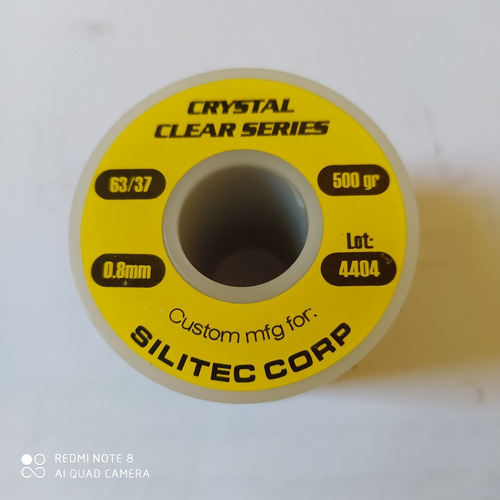 CRYSTAL
CLEAR SERIES
63/37
500 gr
0.8mm
Lot:
4404
Custom mfg for:
SILITEC CORP
REDMI NOTE 8
AI QUAD CAMERA